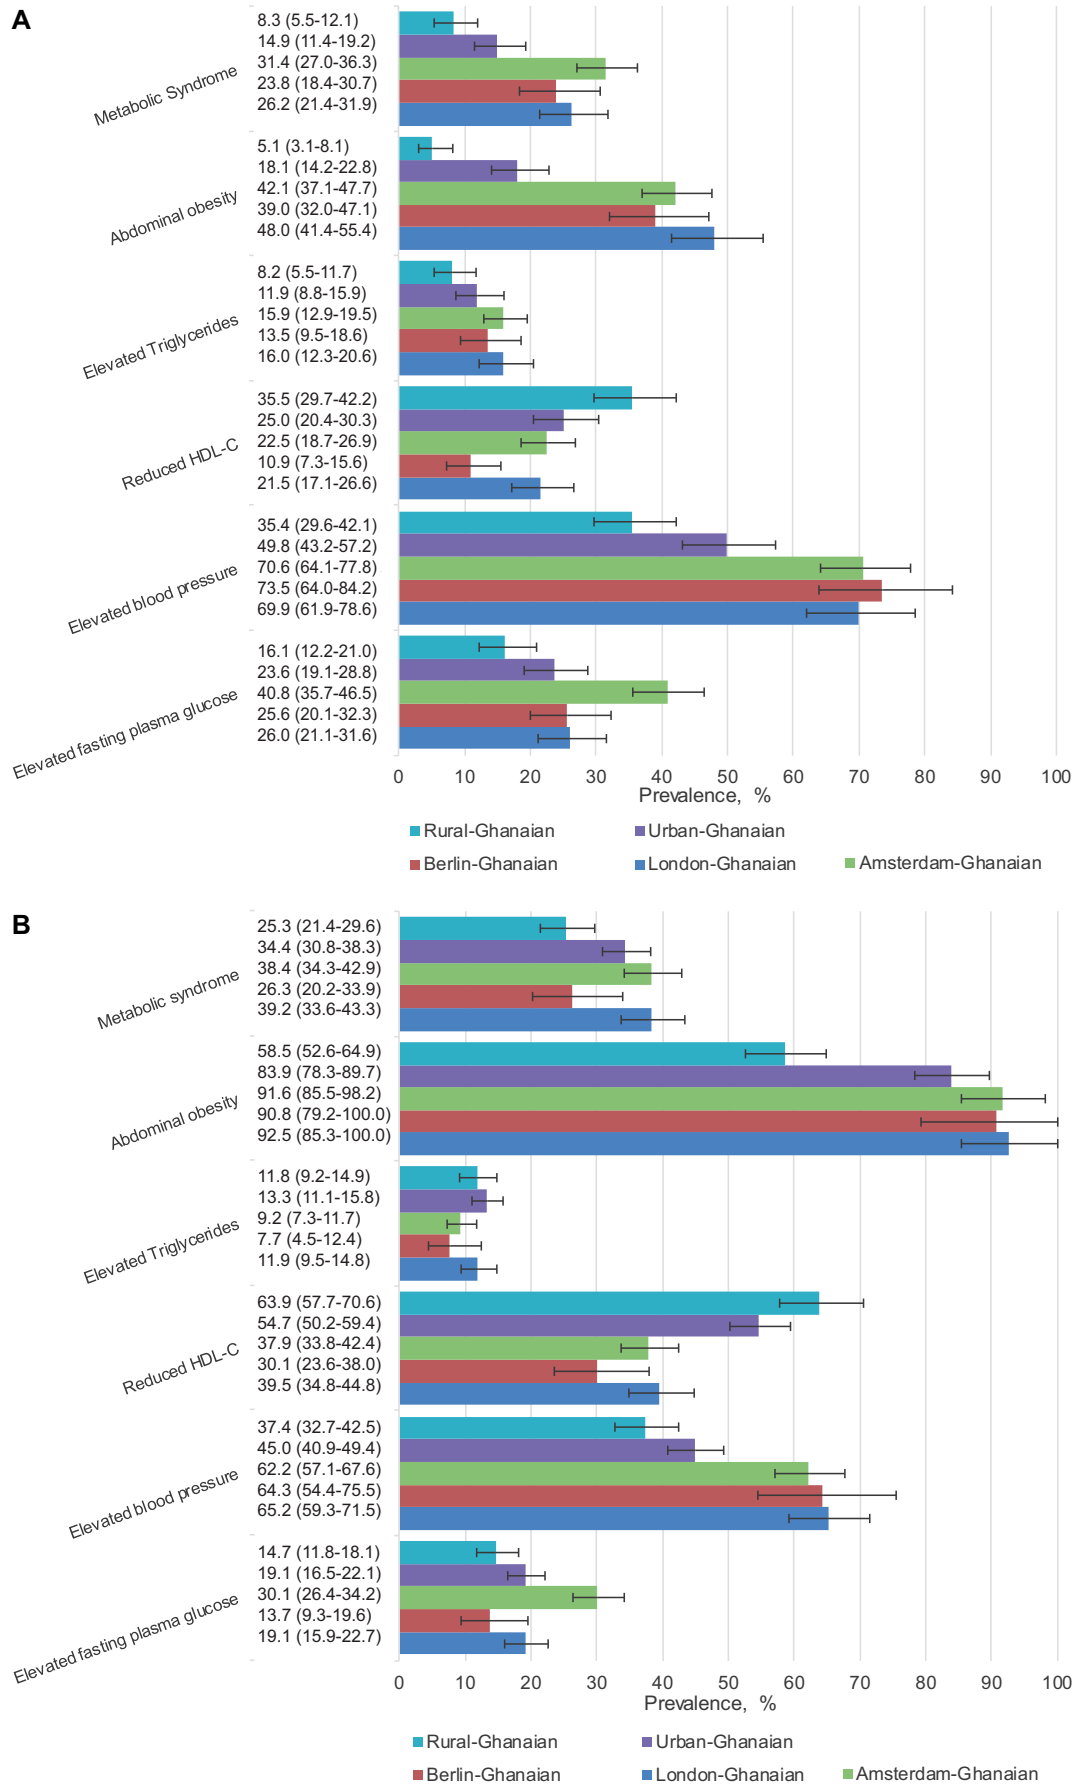 A
Metabolic Syndrome
8.3 (5.5-12.1)
14.9 (11.4-19.2)
31.4 (27.0-36.3)
23.8 (18.4-30.7)
26.2 (21.4-31.9)
Abdominal obesity
5.1 (3.1-8.1)
18.1 (14.2-22.8)
42.1 (37.1-47.7)
39.0 (32.0-47.1)
48.0 (41.4-55.4)
Elevated Triglycerides
8.2 (5.5-11.7)
11.9 (8.8-15.9)
15.9 (12.9-19.5)
13.5 (9.5-18.6)
16.0 (12.3-20.6)
Reduced HDL-C
35.5 (29.7-42.2)
25.0 (20.4-30.3)
22.5 (18.7-26.9)
10.9 (7.3-15.6)
21.5 (17.1-26.6)
Elevated blood pressure
35.4 (29.6-42.1)
49.8 (43.2-57.2)
70.6 (64.1-77.8)
73.5 (64.0-84.2)
69.9 (61.9-78.6)
Elevated fasting plasma glucose
16.1 (12.2-21.0)
23.6 (19.1-28.8)
40.8 (35.7-46.5)
25.6 (20.1-32.3)
26.0 (21.1-31.6)
0 10 20 30 40 50 60 70 80 90 100
Prevalence, %
Rural-Ghanaian Urban-Ghanaian
Berlin-Ghanaian London-Ghanaian Amsterdam-Ghanaian
B
Metabolic syndrome
25.3 (21.4-29.6)
34.4 (30.8-38.3)
38.4 (34.3-42.9)
26.3 (20.2-33.9)
39.2 (33.6-43.3)
Abdominal obesity
58.5 (52.6-64.9)
83.9 (78.3-89.7)
91.6 (85.5-98.2)
90.8 (79.2-100.0)
92.5 (85.3-100.0)
Elevated Triglycerides
11.8 (9.2-14.9)
13.3 (11.1-15.8)
9.2 (7.3-11.7)
7.7 (4.5-12.4)
11.9 (9.5-14.8)
Reduced HDL-C
63.9 (57.7-70.6)
54.7 (50.2-59.4)
37.9 (33.8-42.4)
30.1 (23.6-38.0)
39.5 (34.8-44.8)
Elevated blood pressure
37.4 (32.7-42.5)
45.0 (40.9-49.4)
62.2 (57.1-67.6)
64.3 (54.4-75.5)
65.2 (59.3-71.5)
Elevated fasting plasma glucose
14.7 (11.8-18.1)
19.1 (16.5-22.1)
30.1 (26.4-34.2)
13.7 (9.3-19.6)
19.1 (15.9-22.7)
0 10 20 30 40 50 60 70 80 90 100
Prevalence, %
Rural-Ghanaian Urban-Ghanaian
Berlin-Ghanaian London-Ghanaian Amsterdam-Ghanaian